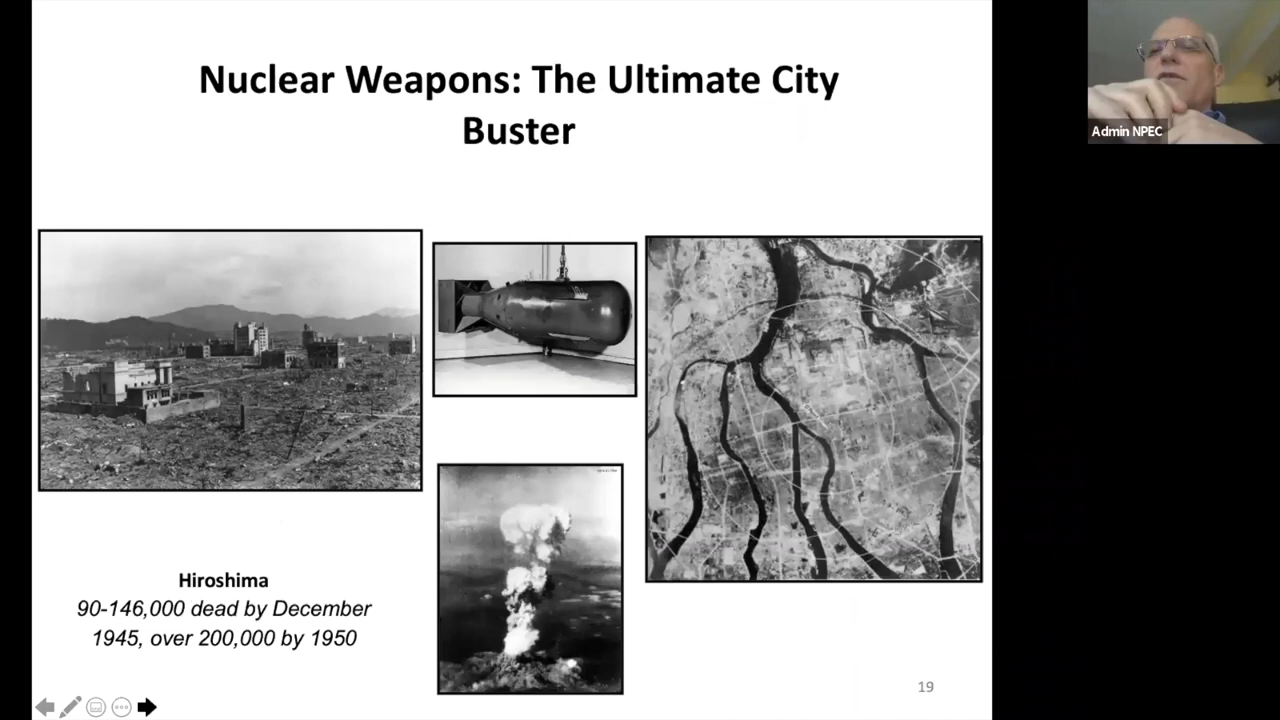 Nuclear Weapons: The Ultimate City
Buster
Admin NPEC
Hiroshima
90-146,000 dead by December
1945, over 200,000 by 1950
19